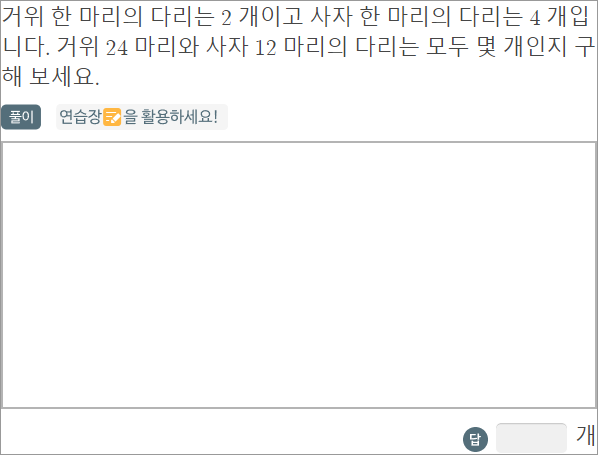 거위 한 마리의 다리는 2 개이고 사자 한 마리의 다리는 4 개입
니다. 거위 24 마리와 사자 12 마리의 다리는 모두 몇 개인지 구
해 보세요.
풀이 연습장을 활용하세요!
답 개